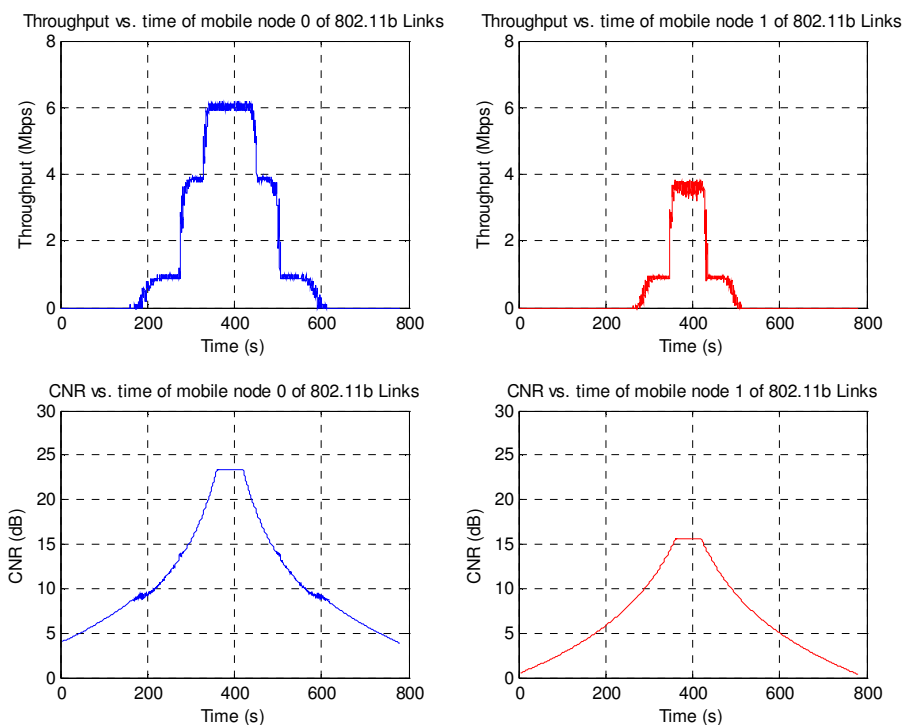 Throughput vs. time of mobile node 0 of 802.11b Links
Throughput (Mbps)
8
6
4
2
0
0 200 400 600 800
Time (s)
Throughput vs. time of mobile node 1 of 802.11b Links
Throughput (Mbps)
8
6
4
2
0
0 200 400 600 800
Time (s)
CNR vs. time of mobile node 0 of 802.11b Links
CNR (dB)
30
25
20
15
10
5
0
0 200 400 600 800
Time (s)
CNR vs. time of mobile node 1 of 802.11b Links
CNR (dB)
30
25
20
15
10
5
0
0 200 400 600 800
Time (s)